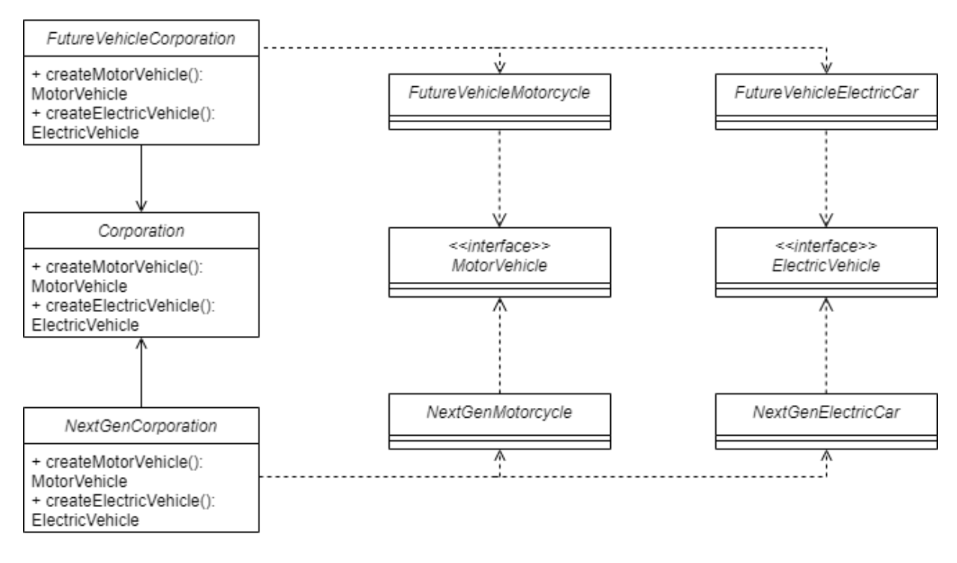 FutureVehicleCorporation
+ createMotorVehicle():
MotorVehicle
+ createElectricVehicle():
ElectricVehicle
FutureVehicleMotorcycle
FutureVehicleElectricCar
Corporation
+ createMotorVehicle():
MotorVehicle
+ createElectricVehicle():
ElectricVehicle
<<interface>>
MotorVehicle
<<interface>>
ElectricVehicle
NextGenCorporation
+ createMotorVehicle():
MotorVehicle
+ createElectricVehicle():
ElectricVehicle
NextGenMotorcycle
NextGenElectricCar